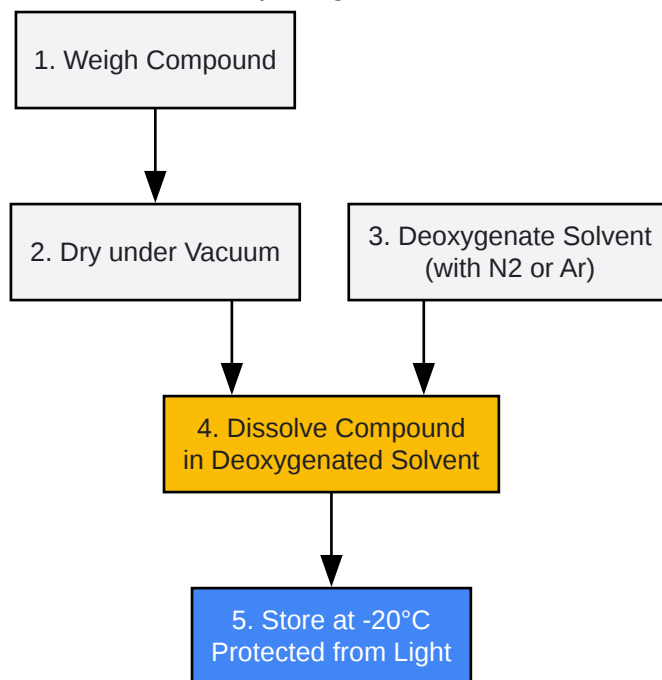 1. Weigh Compound
2. Dry under Vacuum
3. Deoxygenate Solvent
(with N2 or Ar)
4. Dissolve Compound
in Deoxygenated Solvent
5. Store at -20°C
Protected from Light